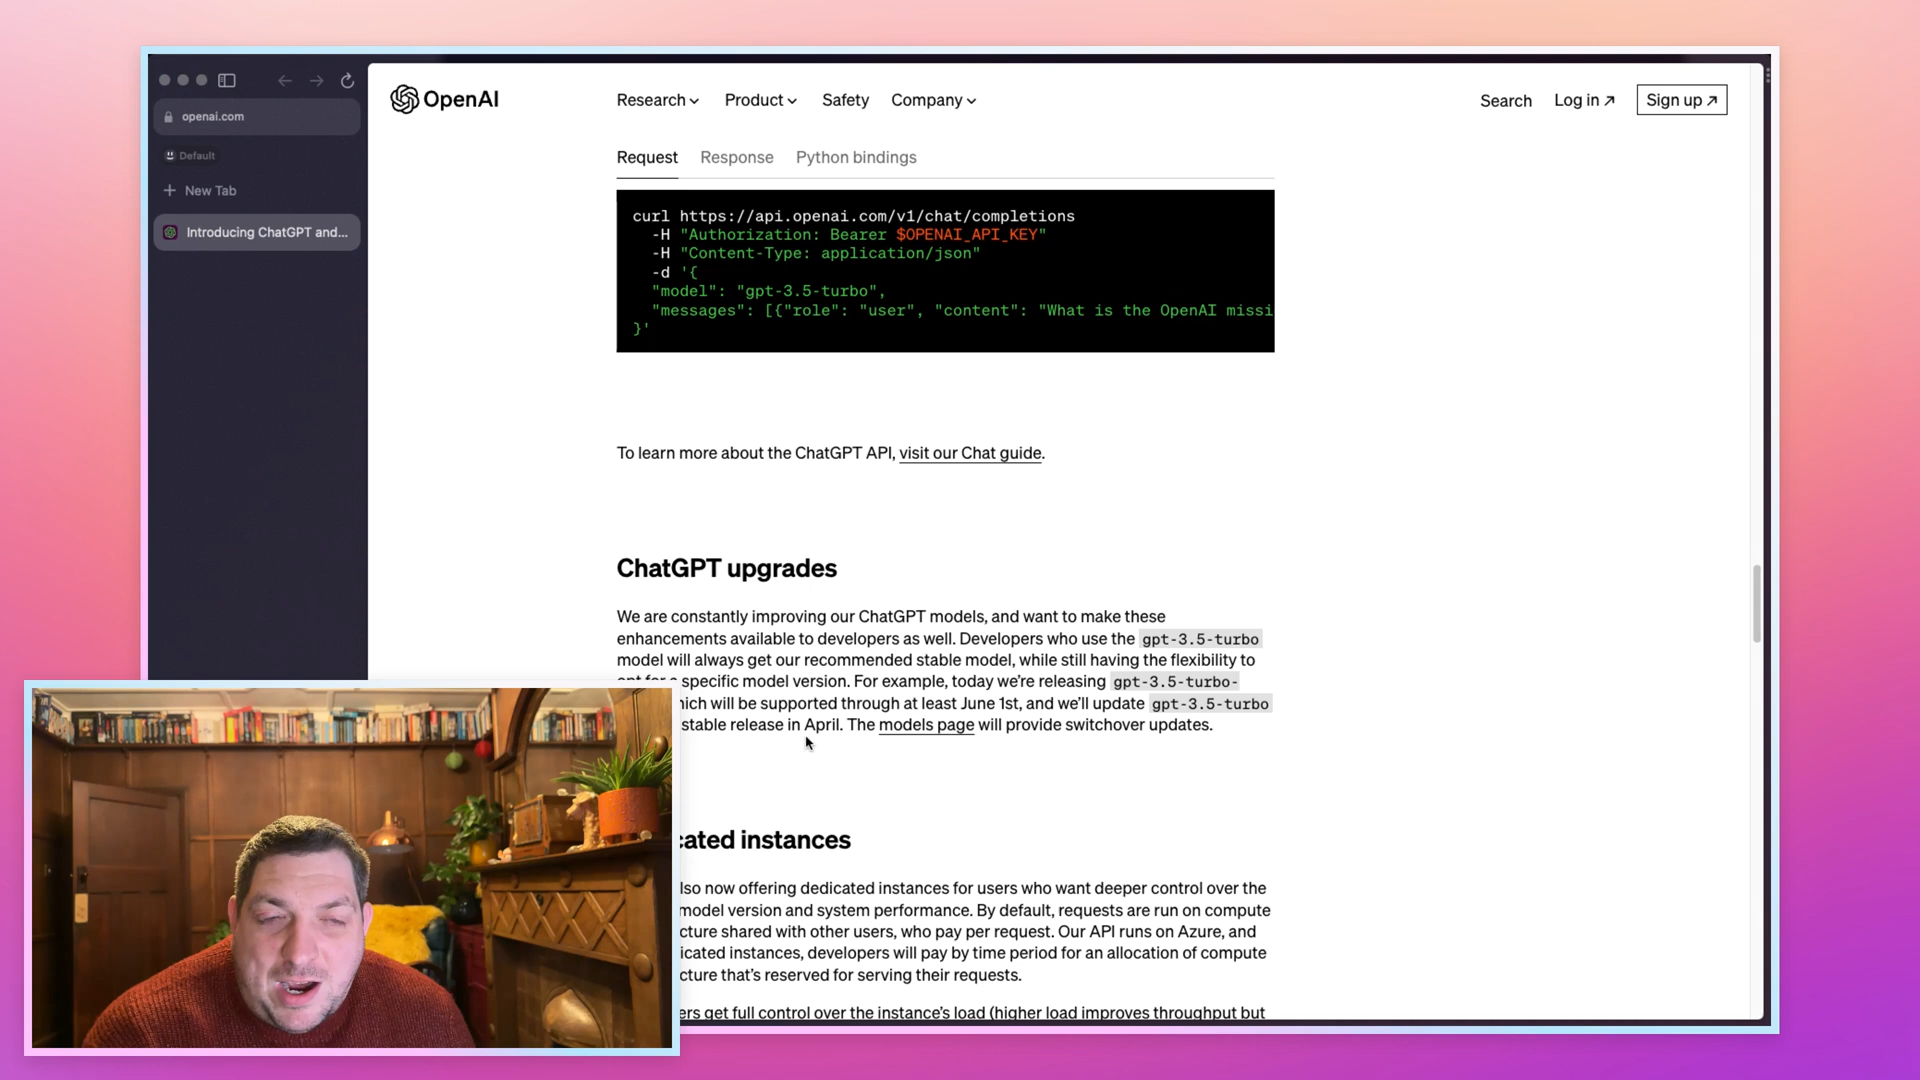 openai.com
Default
New Tab
Introducing ChatGPT and...
OpenAI
Research
Product
Safety
Company
Search
Log in ↗
Sign up ↗
Request
Response
Python bindings
curl https://api.openai.com/v1/chat/completions
-H "Authorization: Bearer $OPENAI_API_KEY"
-H "Content-Type: application/json"
-d '{
"model": "gpt-3.5-turbo",
"messages": [{"role": "user", "content": "What is the OpenAI missi
}'
To learn more about the ChatGPT API, visit our Chat guide.
ChatGPT upgrades
We are constantly improving our ChatGPT models, and want to make these
enhancements available to developers as well. Developers who use the gpt-3.5-turbo
model will always get our recommended stable model, while still having the flexibility to
opt for a specific model version. For example, today we're releasing gpt-3.5-turbo-
which will be supported through at least June 1st, and we'll update gpt-3.5-turbo
stable release in April. The models page will provide switchover updates.
cated instances
lso now offering dedicated instances for users who want deeper control over the
model version and system performance. By default, requests are run on compute
cture shared with other users, who pay per request. Our API runs on Azure, and
icated instances, developers will pay by time period for an allocation of compute
cture that's reserved for serving their requests.
ers get full control over the instance's load (higher load improves throughput but